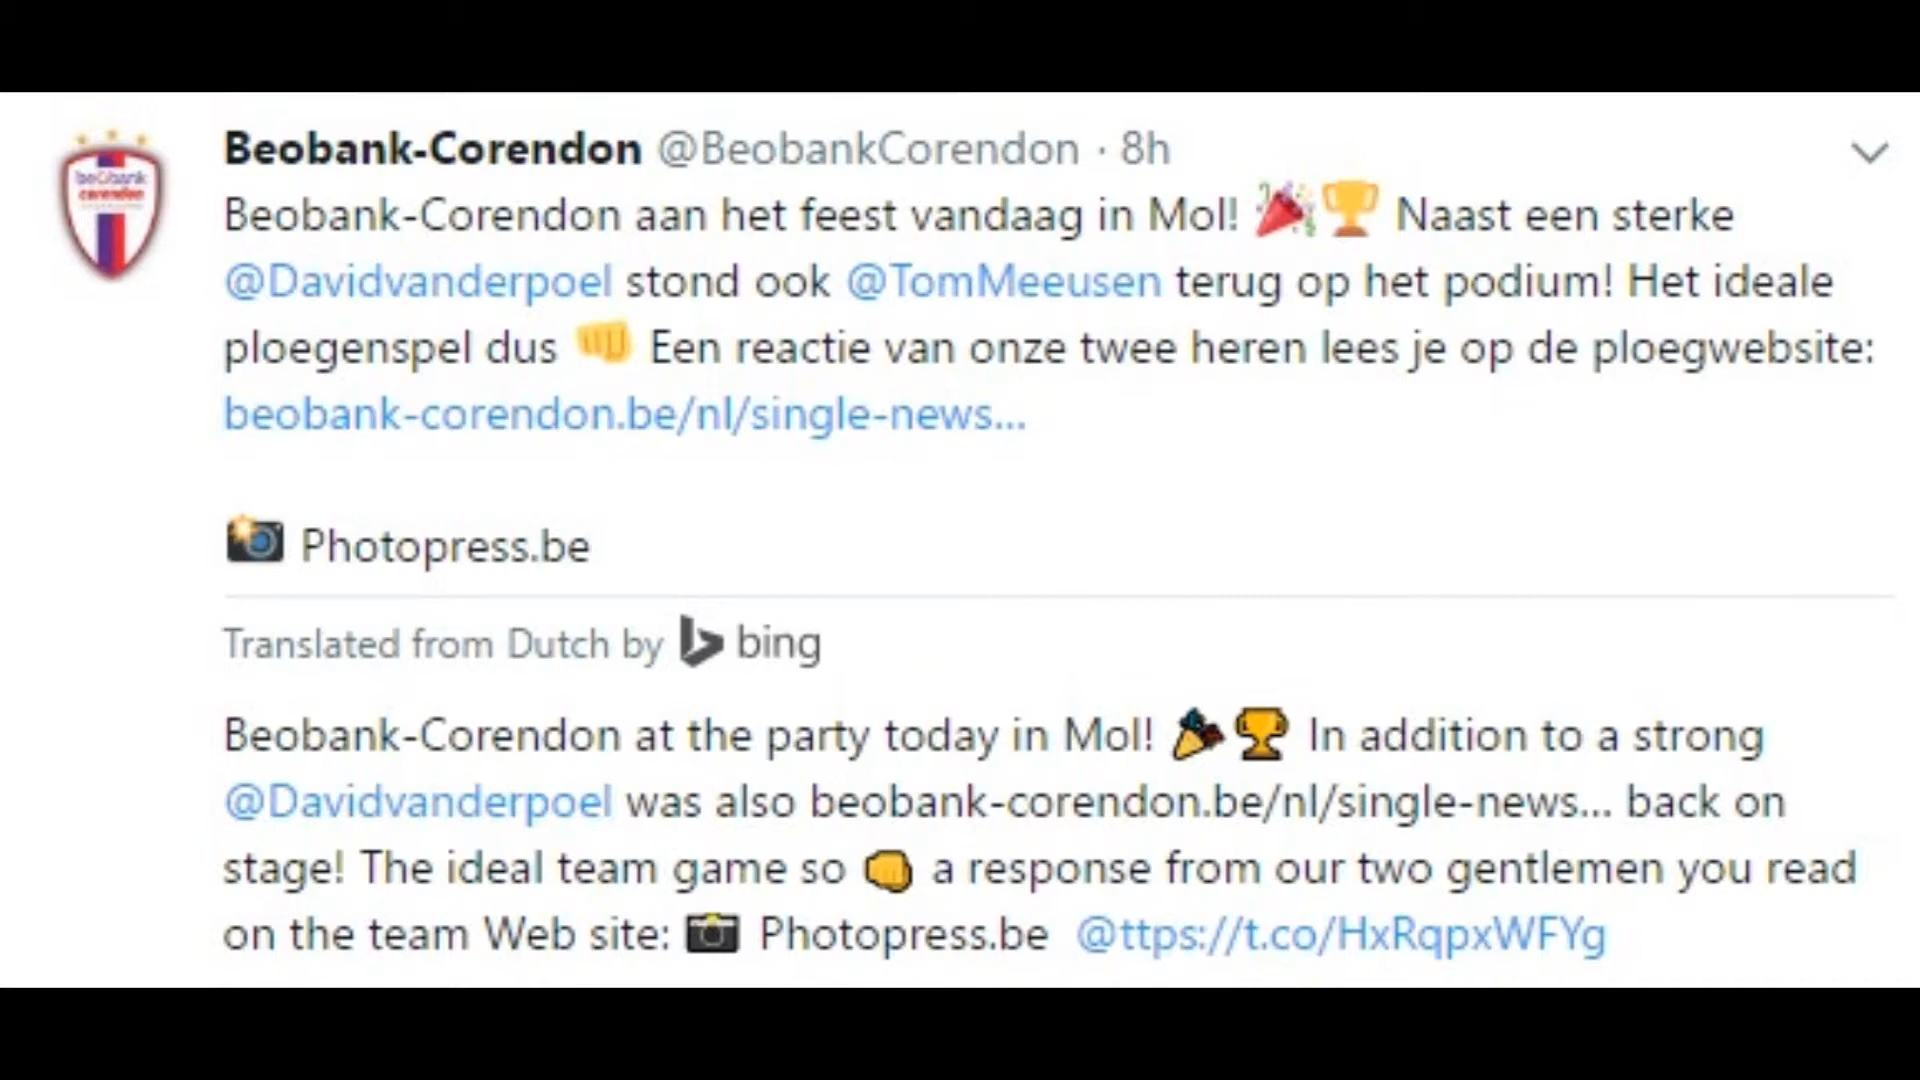 beobank
corendon
Beobank-Corendon @BeobankCorendon · 8h
Beobank-Corendon aan het feest vandaag in Mol! 🎉🏆 Naast een sterke
@Davidvanderpoel stond ook @TomMeeusen terug op het podium! Het ideale
ploegenspel dus 👊 Een reactie van onze twee heren lees je op de ploegwebsite:
beobank-corendon.be/nl/single-news...
📸 Photopress.be
Translated from Dutch by bing
Beobank-Corendon at the party today in Mol! 🎉🏆 In addition to a strong
@Davidvanderpoel was also beobank-corendon.be/nl/single-news... back on
stage! The ideal team game so 👊 a response from our two gentlemen you read
on the team Web site: 📸 Photopress.be @ttps://t.co/HxRqpxWFYg